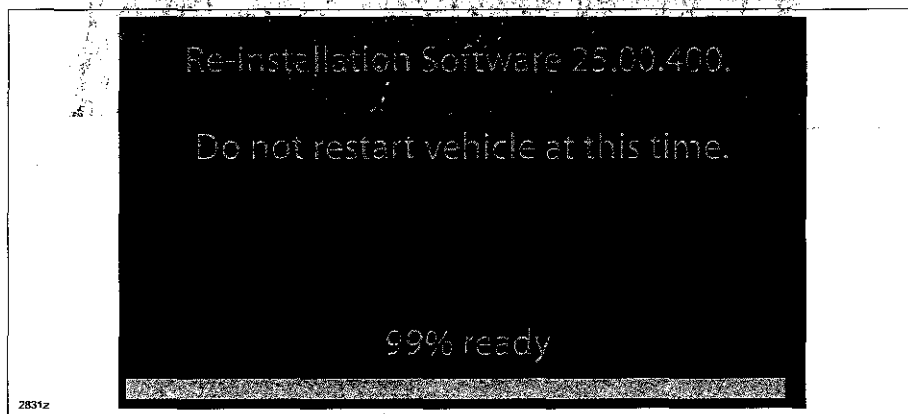 Re-Installation Software 25.00.400.
Do not restart vehicle at this time.
99% ready
2831z